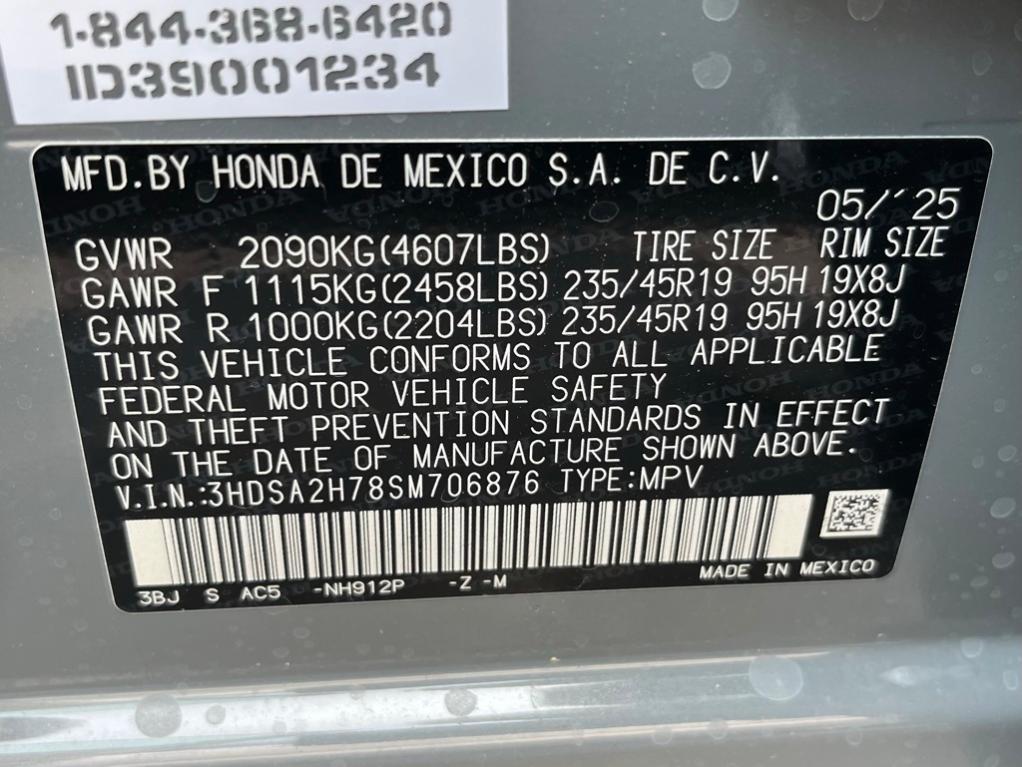 1-844-368-6420
IID39001234
MFD.BY HONDA DE MEXICO S.A. DE C.V.
05/'25
GVWR 2090KG(4607LBS) TIRE SIZE RIM SIZE
GAWR F 1115KG(2458LBS) 235/45R19 95H 19X8J
GAWR R 1000KG(2204LBS) 235/45R19 95H 19X8J
THIS VEHICLE CONFORMS TO ALL APPLICABLE
FEDERAL MOTOR VEHICLE SAFETY
AND THEFT PREVENTION STANDARDS IN EFFECT
ON THE DATE OF MANUFACTURE SHOWN ABOVE.
V.I.N.:3HDSA2H78SM706876 TYPE:MPV
3BJ S AC5 -NH912P -Z -M MADE IN MEXICO